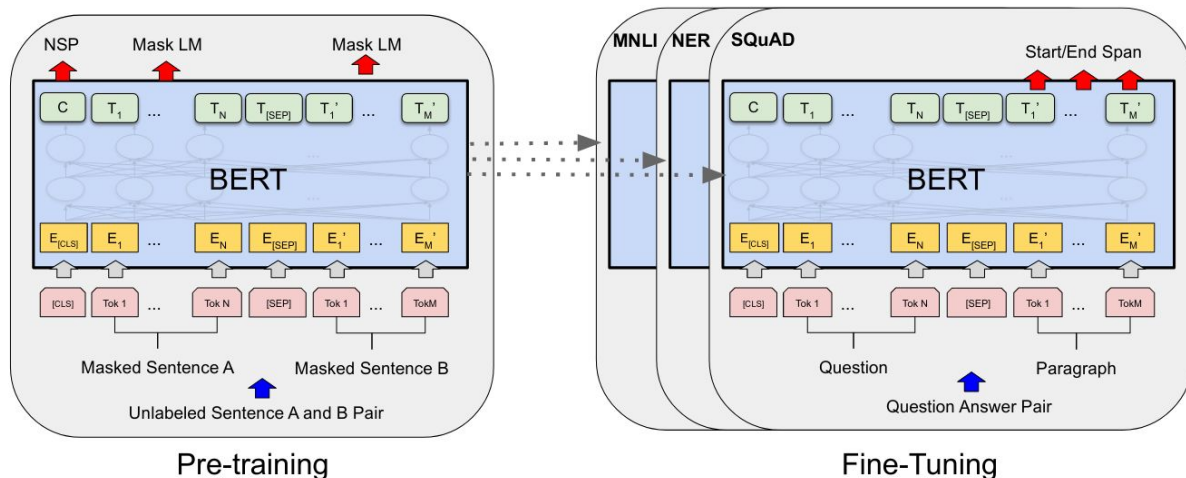 NSP Mask LM Mask LM
C T1 ... TN T[SEP] T1' ... TM'
...
BERT
...
E[CLS] E1 ... EN E[SEP] E1' ... EM'
[CLS] Tok 1 ... Tok N [SEP] Tok 1 ... TokM
Masked Sentence A Masked Sentence B
Unlabeled Sentence A and B Pair
Pre-training
MNLI NER SQuAD
Start/End Span
C T1 ... TN T[SEP] T1' ... TM'
...
BERT
...
E[CLS] E1 ... EN E[SEP] E1' ... EM'
[CLS] Tok 1 ... Tok N [SEP] Tok 1 ... TokM
Question Paragraph
Question Answer Pair
Fine-Tuning